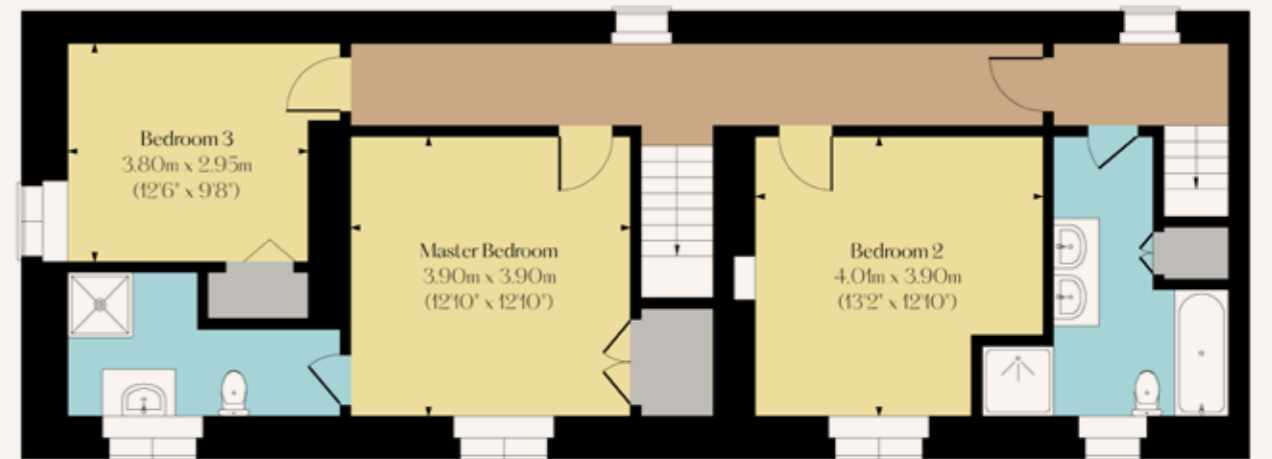 Bedroom 3
3.80m x 2.95m
(12'6" x 9'8")
Master Bedroom
3.90m x 3.90m
(12'10" x 12'10")
Bedroom 2
4.01m x 3.90m
(13'2" x 12'10")